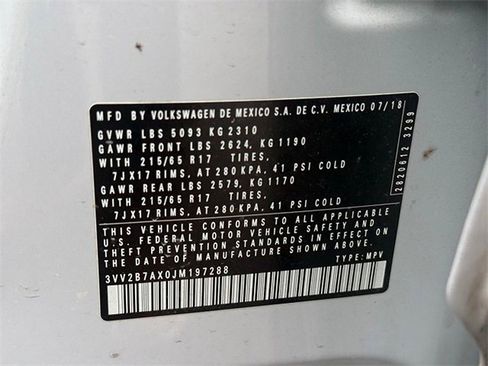 MFD BY VOLKSWAGEN DE MEXICO S.A. DE C.V. MEXICO 07/18
GVWR LBS 5093 KG 2310
GAWR FRONT LBS 2624, KG 1190
WITH 215/65 R17 TIRES,
7JX17 RIMS, AT 280 KPA, 41 PSI COLD
GAWR REAR LBS 2579, KG 1170
WITH 215/65 R17 TIRES,
7JX17 RIMS, AT 280 KPA, 41 PSI COLD
THIS VEHICLE CONFORMS TO ALL APPLICABLE
U.S. FEDERAL MOTOR VEHICLE SAFETY AND
THEFT PREVENTION STANDARDS IN EFFECT ON
THE DATE OF MANUFACTURE SHOWN ABOVE.
3VV2B7AX0JM197288 TYPE: MPV
2820612 3299